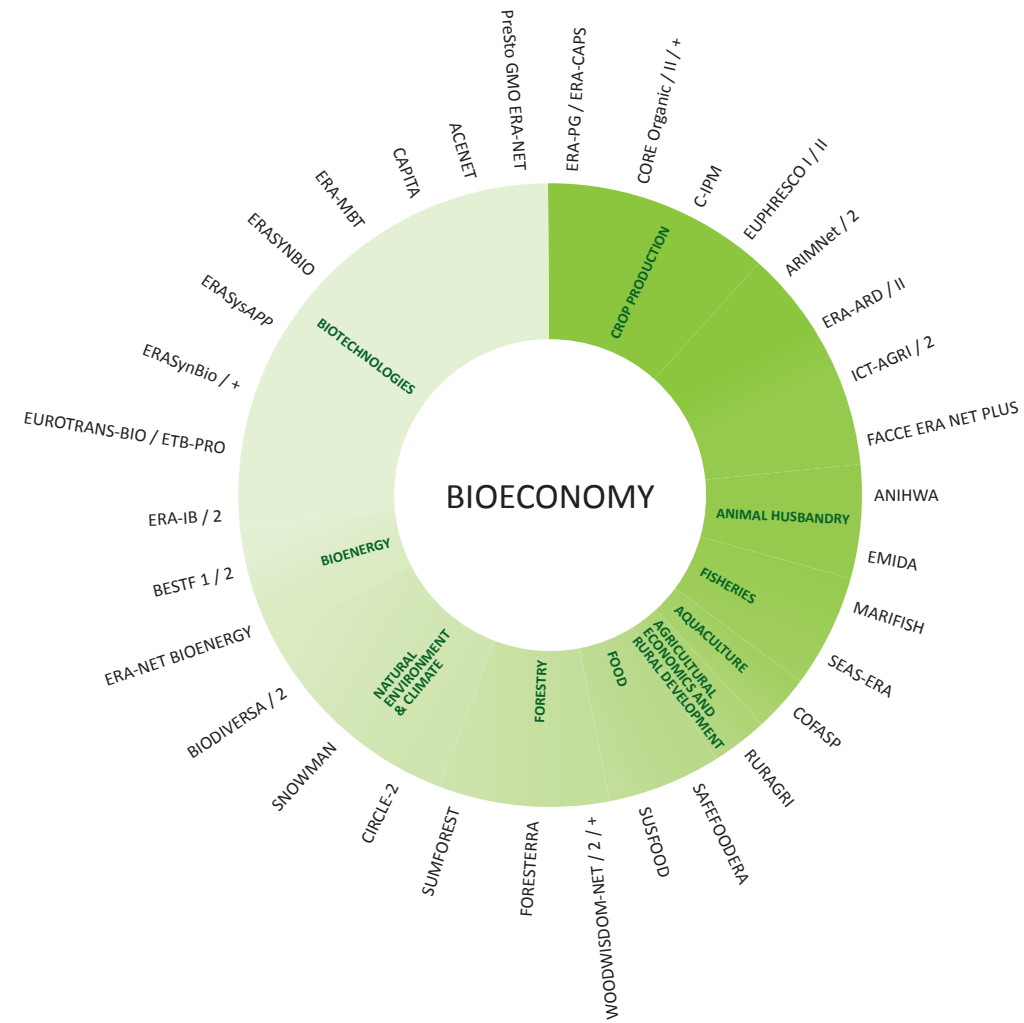 BIOECONOMY
CROP PRODUCTION
ANIMAL HUSBANDRY
FISHERIES
AQUACULTURE
AGRICULTURAL
ECONOMICS AND
RURAL DEVELOPMENT
FOOD
FORESTRY
NATURAL
ENVIRONMENT
& CLIMATE
BIOENERGY
BIOTECHNOLOGIES
ERA-PG / ERA-CAPS
CORE Organic / II / +
C-IPM
EUPHRESCO I / II
ARIMNet / 2
ERA-ARD / II
ICT-AGRI / 2
FACCE ERA NET PLUS
ANIHWA
EMIDA
MARIFISH
SEAS-ERA
COFASP
RURAGRI
SAFEFOODERA
SUSFOOD
WOODWISDOM-NET / 2 / +
FORESTERRA
SUMFOREST
CIRCLE-2
SNOWMAN
BIODIVERSA / 2
ERA-NET BIOENERGY
BESTF 1 / 2
ERA-IB / 2
EUROTRANS-BIO / ETB-PRO
ERASynBio / +
ERASysAPP
ERASYNBIO
ERA-MBT
CAPITA
ACENET
PreSto GMO ERA-NET